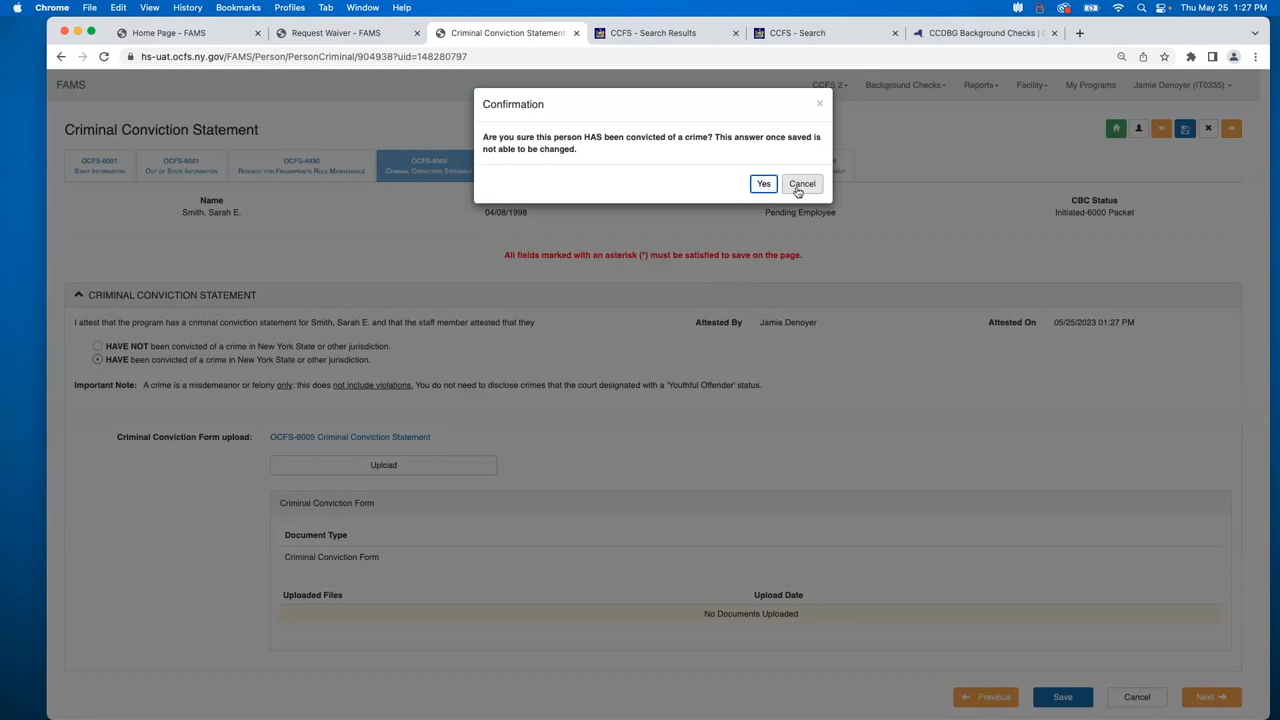 Chrome File Edit View History Bookmarks Profiles Tab Window Help Thu May 25 1:27 PM
Home Page - FAMS Request Waiver - FAMS Criminal Conviction Statement CCFS - Search Results CCFS - Search CCDBG Background Checks |
hs-uat.ocfs.ny.gov/FAMS/Person/PersonCriminal/904938?uid=148280797
FAMS CCFS 2 Background Checks Reports Facility My Programs Jamie Denoyer (IT0335)
Confirmation ×
Are you sure this person HAS been convicted of a crime? This answer once saved is
not able to be changed.
Yes Cancel
Criminal Conviction Statement
OCFS-6001 OCFS-6001 OCFS-4930 OCFS-6005
Staff Information Out of State Information Request for Fingerprints Role Maintenance Criminal Conviction Statement
Name CBC Status
Smith, Sarah E. 04/08/1998 Pending Employee Initiated-6000 Packet
All fields marked with an asterisk (*) must be satisfied to save on the page.
CRIMINAL CONVICTION STATEMENT
I attest that the program has a criminal conviction statement for Smith, Sarah E. and that the staff member attested that they Attested By Jamie Denoyer Attested On 05/25/2023 01:27 PM
HAVE NOT been convicted of a crime in New York State or other jurisdiction.
HAVE been convicted of a crime in New York State or other jurisdiction.
Important Note: A crime is a misdemeanor or felony only: this does not include violations. You do not need to disclose crimes that the court designated with a 'Youthful Offender' status.
Criminal Conviction Form upload: OCFS-6005 Criminal Conviction Statement
Upload
Criminal Conviction Form
Document Type
Criminal Conviction Form
Uploaded Files Upload Date
No Documents Uploaded
Previous Save Cancel Next